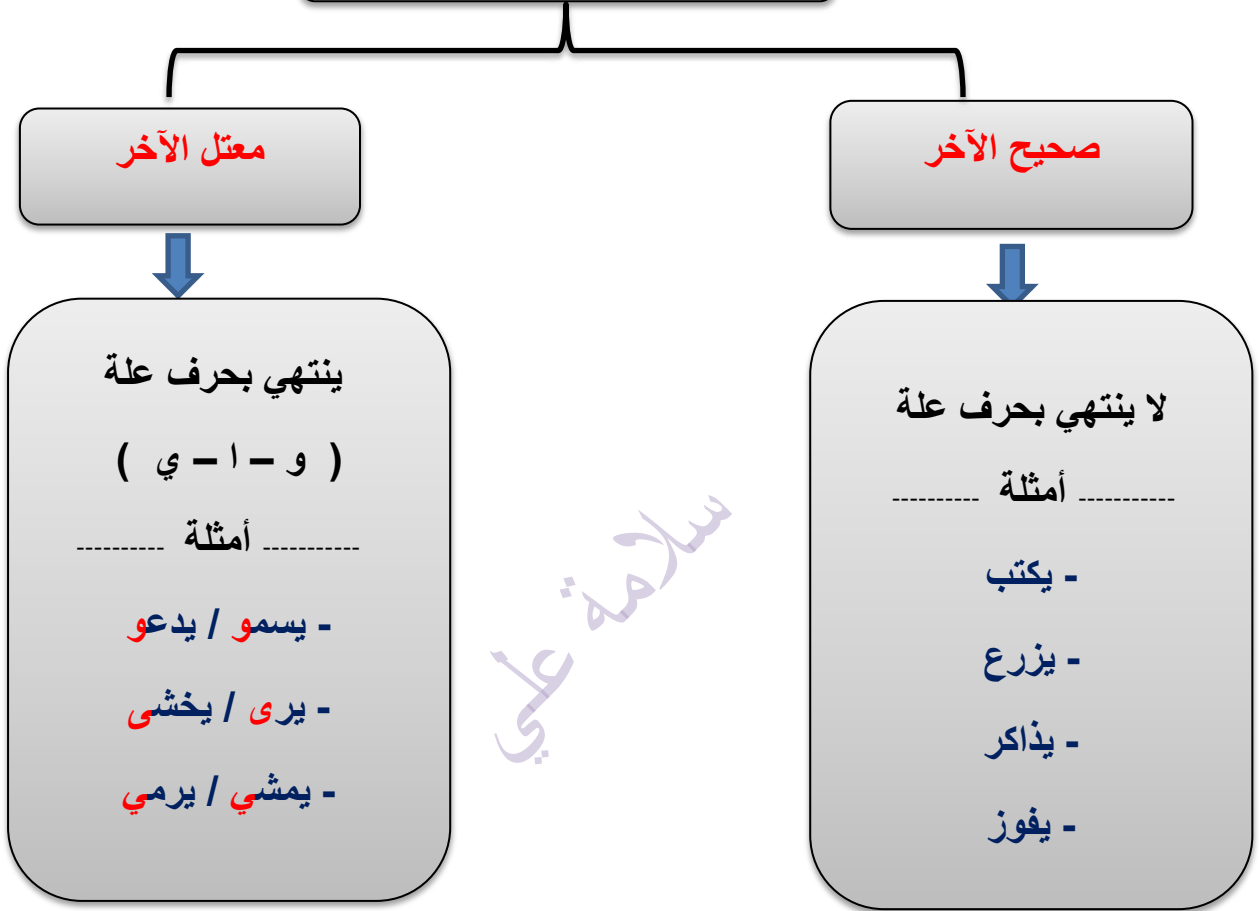 صحيح الآخر
لا ينتهي بحرف علة
----------- أمثلة ----------
- يكتب
- يزرع
- يذاكر
- يفوز
معتل الآخر
ينتهي بحرف علة
( و – ا – ي )
----------- أمثلة ----------
- يسمو / يدعو
- يرى / يخشى
- يمشي / يرمي
سلامة علي